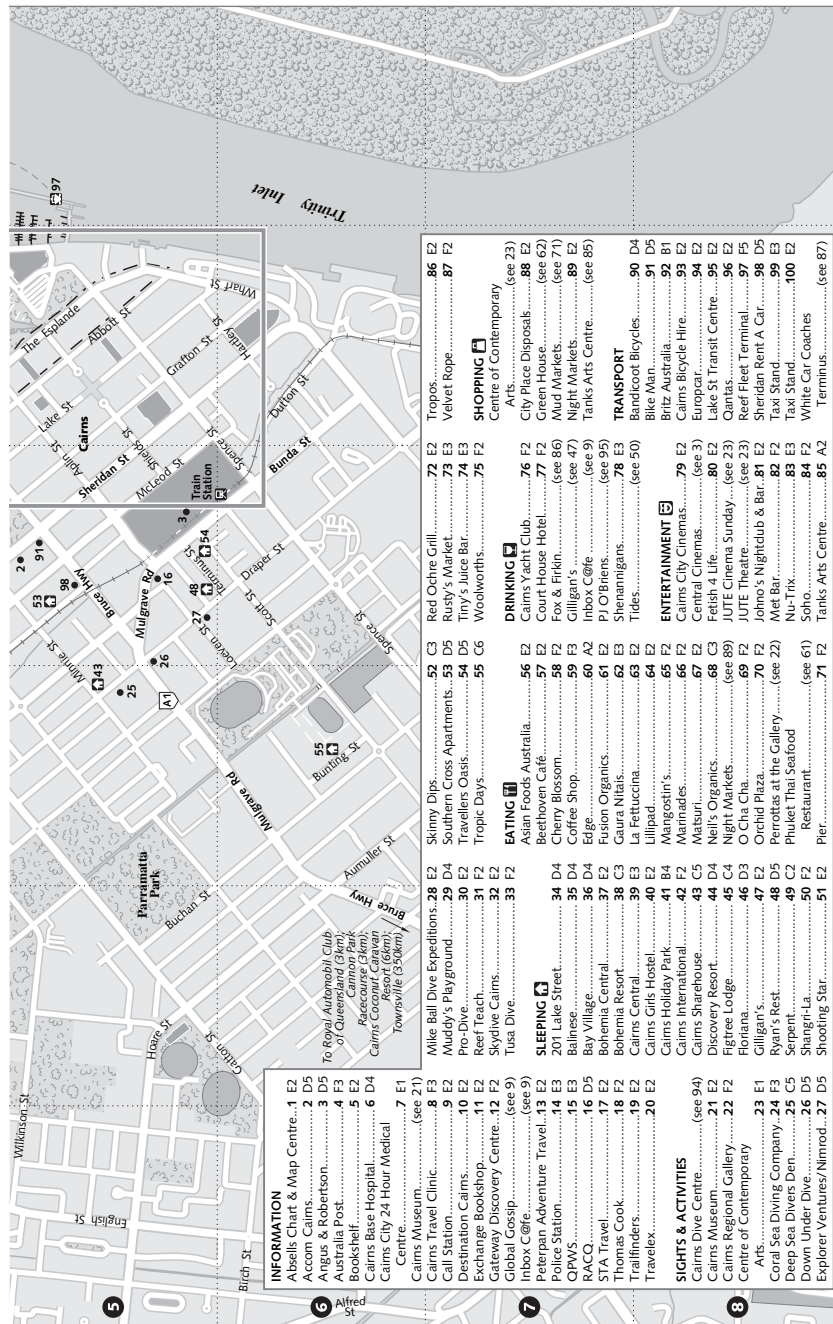 5
6
7
8
Wilkinson St
English St
Birch St
Alfred
St
Hoare St
Gatton St
Parramatta
Park
Buchan St
Mulgrave Rd
Aumuller St
Bruce Hwy
Bunting St
55
Minnie St
43
25
26
A1
53
98
2
91
Bruce Hwy
Mulgrave Rd
16
48
27
Terminus St
54
Loeven St
Scott St
Draper St
Spence St
3
Train
Station
Bunda St
Dutton St
Sheridan St
McLeod St
Aplin St
Lake St
Cairns
Shields St
Spence St
Grafton St
Hartley St
Abbott St
The Esplande
Wharf St
97
Trinity Inlet
To Royal Automobil Club
of Queensland (3km);
Cannon Park
Racecourse (3km);
Cairns Coconut Caravan
Resort (6km);
Townsville (350km)
INFORMATION
Absells Chart & Map Centre...1 E2
Accom Cairns...2 D5
Angus & Robertson...3 D5
Australia Post...4 F3
Bookshelf...5 E2
Cairns Base Hospital...6 D4
Cairns City 24 Hour Medical
Centre...7 E1
Cairns Museum...(see 21)
Cairns Travel Clinic...8 F3
Call Station...9 E2
Destination Cairns...10 E2
Exchange Bookshop...11 E2
Gateway Discovery Centre...12 F2
Global Gossip...(see 9)
Inbox C@fe...(see 9)
Peterpan Adventure Travel...13 E2
Police Station...14 E3
QPWS...15 E3
RACQ...16 D5
STA Travel...17 E2
Thomas Cook...18 F2
Trailfinders...19 E2
Travelex...20 E2
SIGHTS & ACTIVITIES
Cairns Dive Centre...(see 94)
Cairns Museum...21 E2
Cairns Regional Gallery...22 F2
Centre of Contemporary
Arts...23 E1
Coral Sea Diving Company...24 F3
Deep Sea Divers Den...25 C5
Down Under Dive...26 D5
Explorer Ventures/Nimrod...27 D5
Mike Ball Dive Expeditions...28 E2
Muddy's Playground...29 D4
Pro-Dive...30 E2
Reef Teach...31 F2
Skydive Cairns...32 E2
Tusa Dive...33 F2
SLEEPING
201 Lake Street...34 D4
Balinese...35 D4
Bay Village...36 D4
Bohemia Central...37 E2
Bohemia Resort...38 C3
Cairns Central...39 E3
Cairns Girls Hostel...40 E2
Cairns Holiday Park...41 B4
Cairns International...42 F2
Cairns Sharehouse...43 C5
Discovery Resort...44 D4
Figtree Lodge...45 C4
Floriana...46 D3
Gilligan's...47 E2
Ryan's Rest...48 D5
Serpent...49 C2
Shangri-La...50 F2
Shooting Star...51 E2
Skinny Dips...52 C3
Southern Cross Apartments...53 D5
Travellers Oasis...54 D5
Tropic Days...55 C6
EATING
Asian Foods Australia...56 E2
Beethoven Café...57 E2
Cherry Blossom...58 F2
Coffee Shop...59 F3
Edge...60 A2
Fusion Organics...61 E2
Gaura Nitais...62 E3
La Fettuccina...63 E2
Lillipad...64 E2
Mangostin's...65 F2
Marinades...66 F2
Matsuri...67 E2
Neil's Organics...68 C3
Night Markets...(see 89)
O Cha Cha...69 F2
Orchid Plaza...70 F2
Perrottas at the Gallery...(see 22)
Phuket Thai Seafood
Restaurant...(see 61)
Pier...71 F2
Red Ochre Grill...72 E2
Rusty's Market...73 E3
Tiny's Juice Bar...74 E3
Woolworths...75 F2
DRINKING
Cairns Yacht Club...76 F2
Court House Hotel...77 F2
Fox & Firkin...(see 86)
Gilligan's...(see 47)
Inbox C@fe...(see 9)
PJ O'Briens...(see 95)
Shenannigans...78 E3
Tides...(see 50)
ENTERTAINMENT
Cairns City Cinemas...79 E2
Central Cinemas...(see 3)
Fetish 4 Life...80 E2
JUTE Cinema Sunday...(see 23)
JUTE Theatre...(see 23)
Johno's Nightclub & Bar...81 E2
Met Bar...82 F2
Nu-Trix...83 E3
Soho...84 F2
Tanks Arts Centre...85 A2
Tropos...86 E2
Velvet Rope...87 F2
SHOPPING
Centre of Contemporary
Arts...(see 23)
City Place Disposals...88 E2
Green House...(see 62)
Mud Markets...(see 71)
Night Markets...89 E2
Tanks Arts Centre...(see 85)
TRANSPORT
Bandicoot Bicycles...90 D4
Bike Man...91 D5
Britz Australia...92 B1
Cairns Bicycle Hire...93 E2
Europcar...94 E2
Lake St Transit Centre...95 E2
Qantas...96 E2
Reef Fleet Terminal...97 F5
Sheridan Rent A Car...98 D5
Taxi Stand...99 E3
Taxi Stand...100 E2
White Car Coaches
Terminus...(see 87)